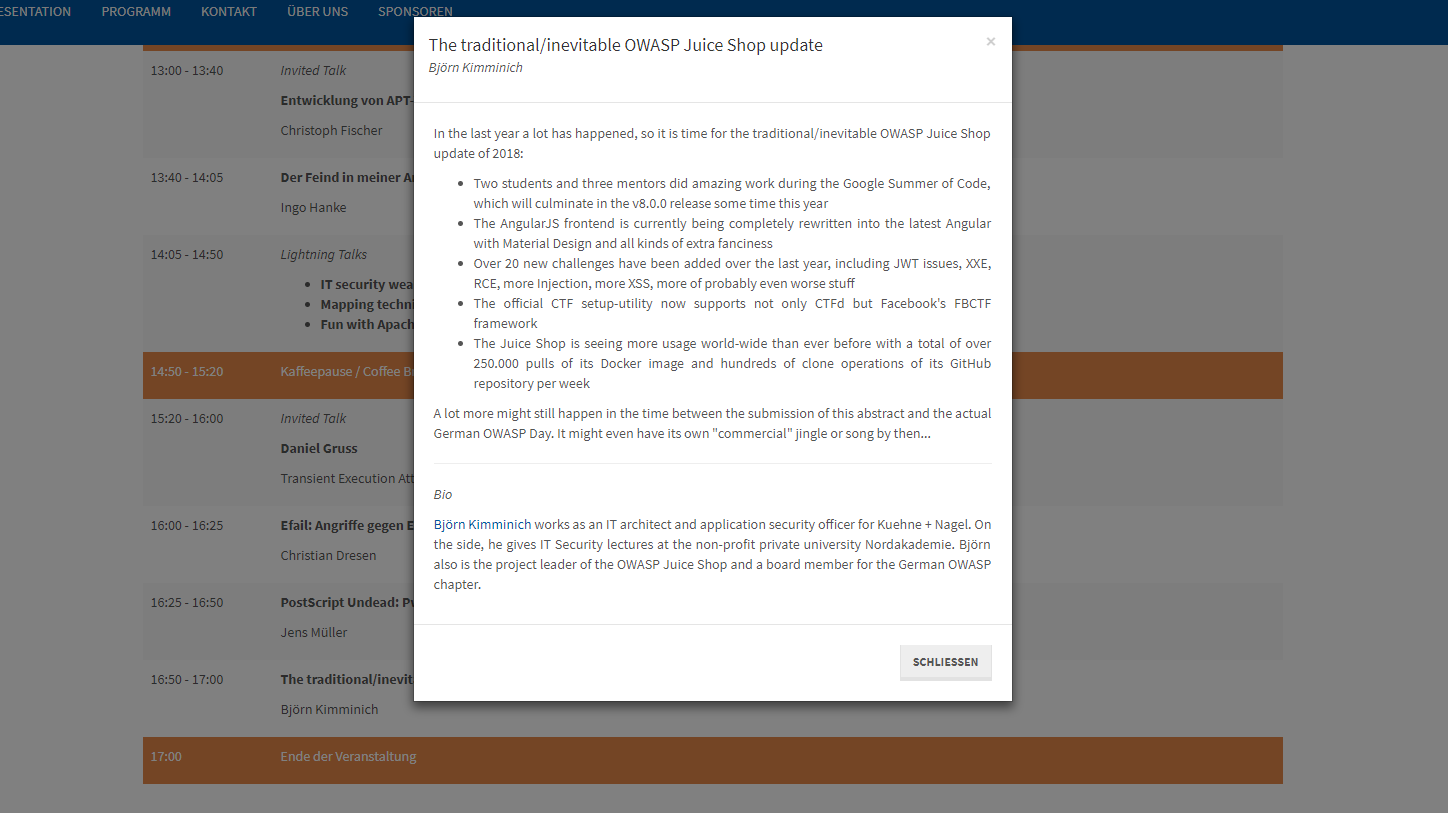 PROGRAMM KONTAKT ÜBER UNS SPONSOREN
The traditional/inevitable OWASP Juice Shop update
×
Björn Kimminich
In the last year a lot has happened, so it is time for the traditional/inevitable OWASP Juice Shop
update of 2018:
• Two students and three mentors did amazing work during the Google Summer of Code,
which will culminate in the v8.0.0 release some time this year
• The AngularJS frontend is currently being completely rewritten into the latest Angular
with Material Design and all kinds of extra fanciness
• Over 20 new challenges have been added over the last year, including JWT issues, XXE,
RCE, more Injection, more XSS, more of probably even worse stuff
• The official CTF setup-utility now supports not only CTFd but Facebook's FBCTF
framework
• The Juice Shop is seeing more usage world-wide than ever before with a total of over
250.000 pulls of its Docker image and hundreds of clone operations of its GitHub
repository per week
A lot more might still happen in the time between the submission of this abstract and the actual
German OWASP Day. It might even have its own "commercial" jingle or song by then...
Bio
Björn Kimminich works as an IT architect and application security officer for Kuehne + Nagel. On
the side, he gives IT Security lectures at the non-profit private university Nordakademie. Björn
also is the project leader of the OWASP Juice Shop and a board member for the German OWASP
chapter.
SCHLIESSEN
13:00 - 13:40 Invited Talk
Entwicklung von APT-
Christoph Fischer
13:40 - 14:05 Der Feind in meiner
Ingo Hanke
14:05 - 14:50 Lightning Talks
• IT security
• Mapping
• Fun with
14:50 - 15:20 Kaffeepause / Coffee
15:20 - 16:00 Invited Talk
Daniel Gruss
Transient Execution
16:00 - 16:25 Efail: Angriffe gegen
Christian Dresen
16:25 - 16:50 PostScript Undead:
Jens Müller
16:50 - 17:00 The
Björn Kimminich
17:00 Ende der Veranstaltung